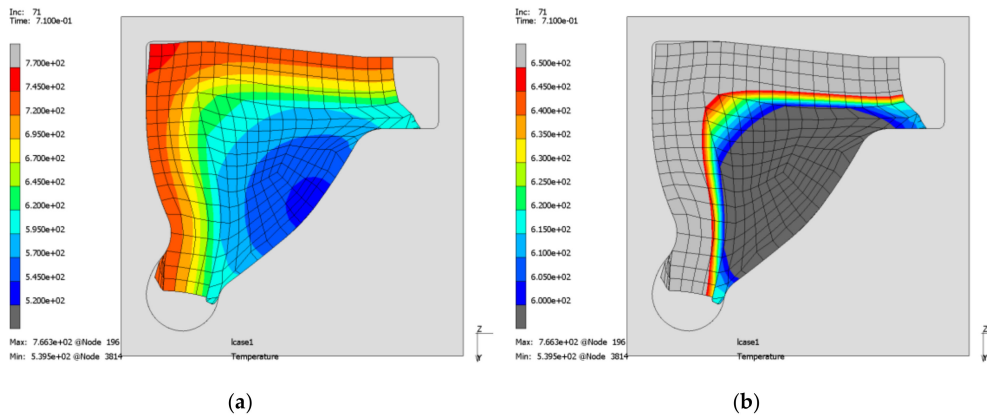 Inc: 71
Time: 7.100e-01
7.700e+02
7.450e+02
7.200e+02
6.950e+02
6.700e+02
6.450e+02
6.200e+02
5.950e+02
5.700e+02
5.450e+02
5.200e+02
Max: 7.663e+02 @Node 196
Min: 5.395e+02 @Node 3814
lcase1
Temperature
Z
Y
(a)
Inc: 71
Time: 7.100e-01
6.500e+02
6.450e+02
6.400e+02
6.350e+02
6.300e+02
6.250e+02
6.200e+02
6.150e+02
6.100e+02
6.050e+02
6.000e+02
Max: 7.663e+02 @Node 196
Min: 5.395e+02 @Node 3814
lcase1
Temperature
Z
Y
(b)